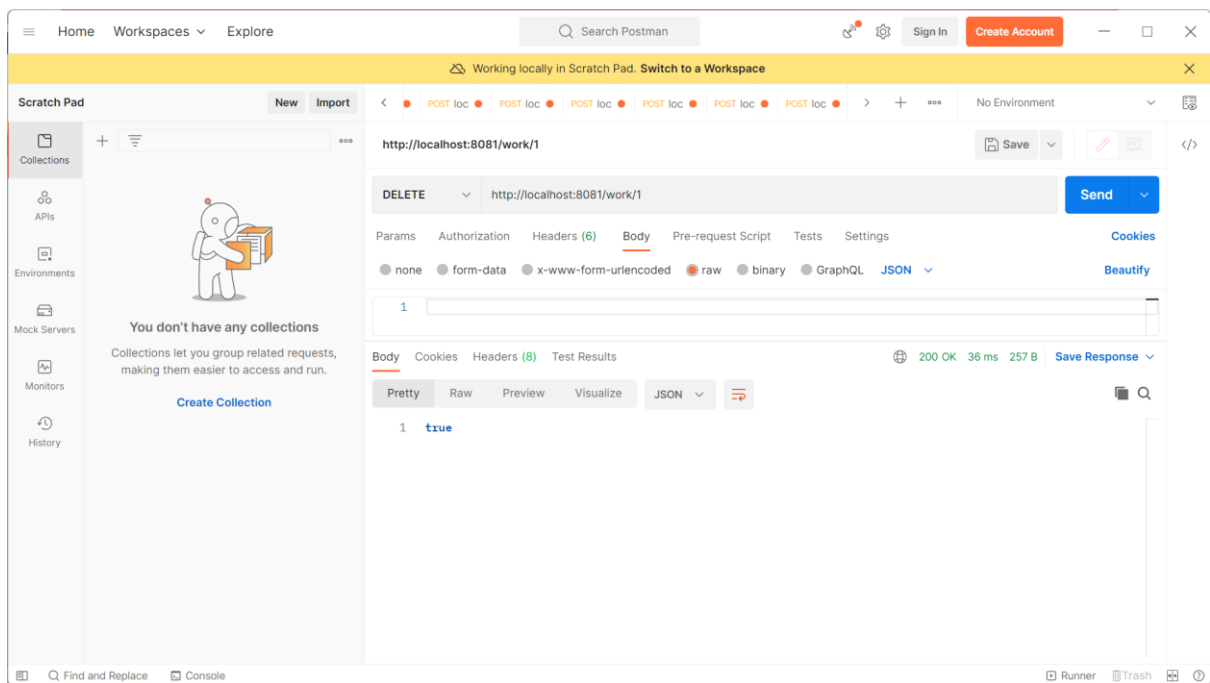 Home Workspaces Explore Search Postman Sign In Create Account
Working locally in Scratch Pad. Switch to a Workspace
Scratch Pad New Import POST loc POST loc POST loc POST loc POST loc POST loc No Environment
Collections
APIs
Environments
Mock Servers
Monitors
History
You don't have any collections
Collections let you group related requests,
making them easier to access and run.
Create Collection
http://localhost:8081/work/1 Save
DELETE http://localhost:8081/work/1 Send
Params Authorization Headers (6) Body Pre-request Script Tests Settings Cookies
none form-data x-www-form-urlencoded raw binary GraphQL JSON Beautify
1
Body Cookies Headers (8) Test Results 200 OK 36 ms 257 B Save Response
Pretty Raw Preview Visualize JSON
1 true
Find and Replace Console Runner Trash